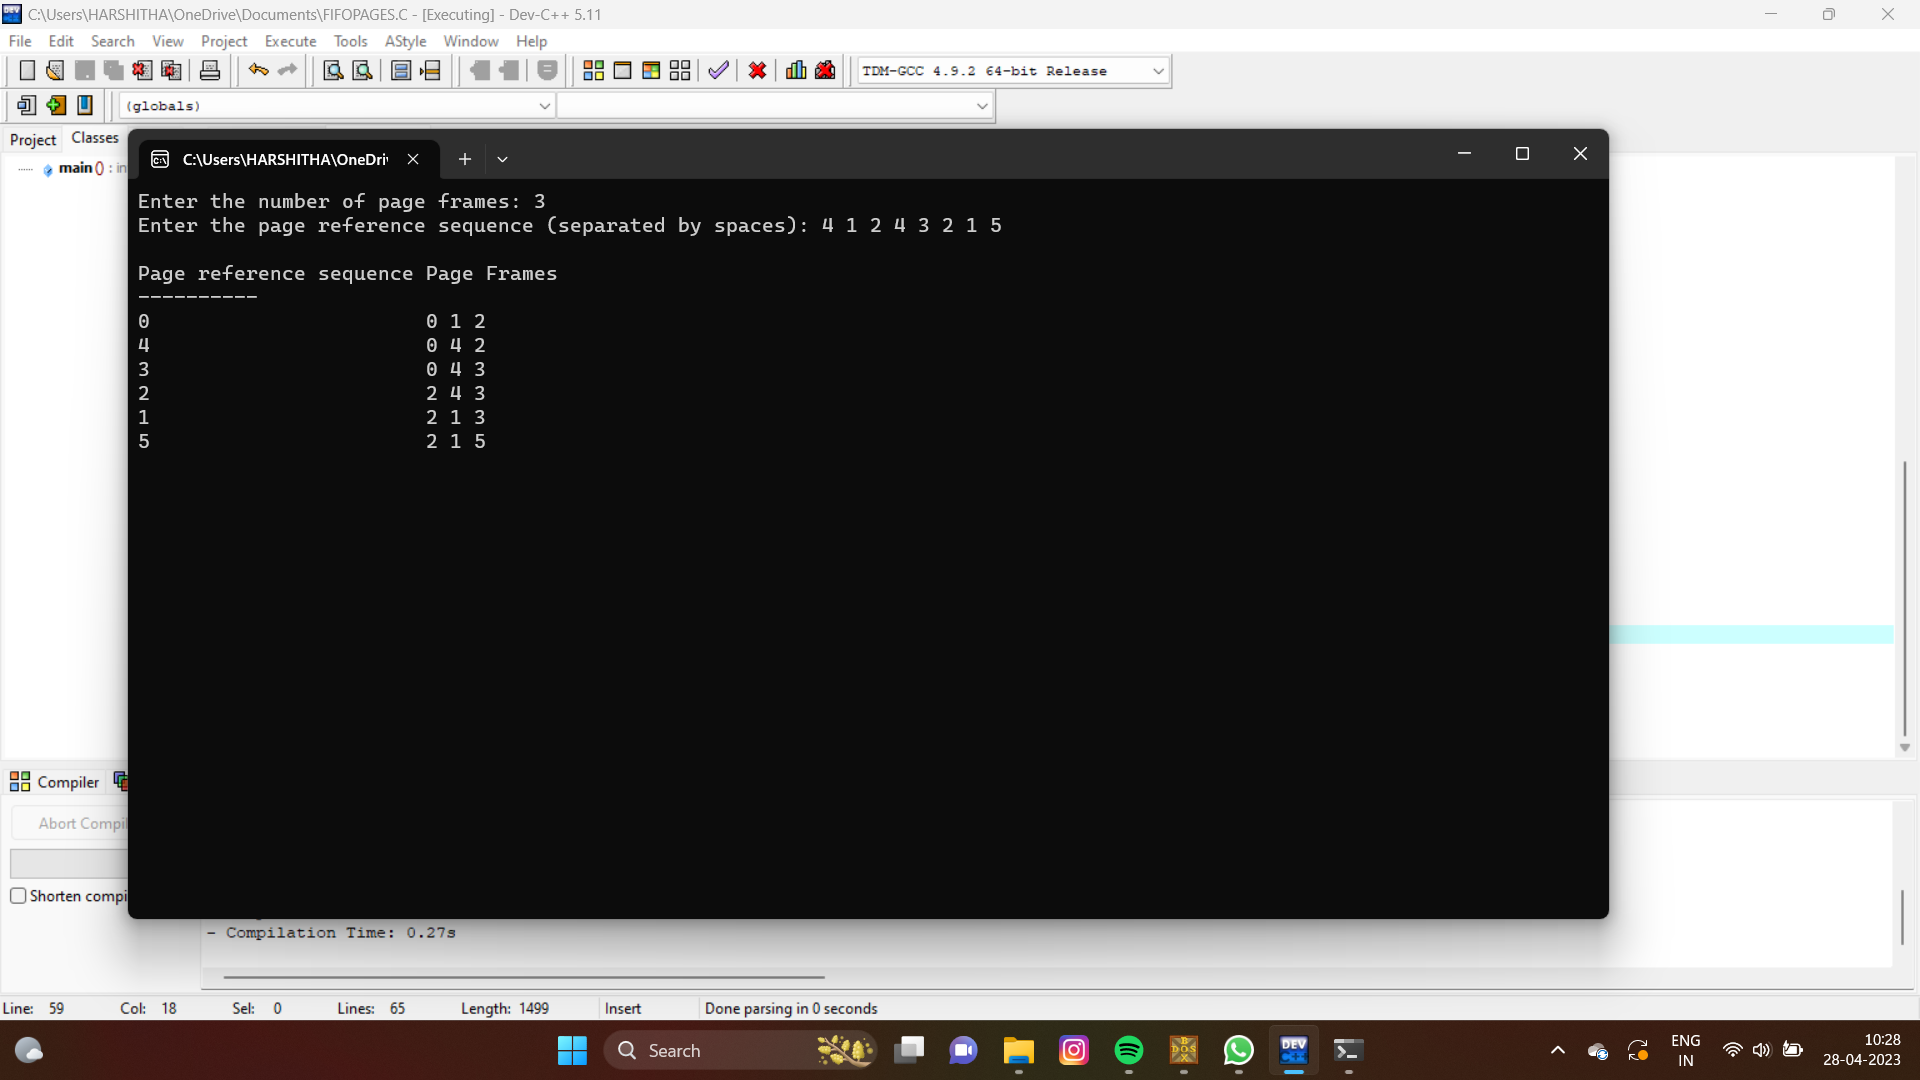 C:\Users\HARSHITHA\OneDrive\Documents\FIFOPAGES.C - [Executing] - Dev-C++ 5.11
File Edit Search View Project Execute Tools AStyle Window Help
TDM-GCC 4.9.2 64-bit Release
(globals)
Project Classes
main () : in
C:\Users\HARSHITHA\OneDri
Enter the number of page frames: 3
Enter the page reference sequence (separated by spaces): 4 1 2 4 3 2 1 5
Page reference sequence Page Frames
----------
0 0 1 2
4 0 4 2
3 0 4 3
2 2 4 3
1 2 1 3
5 2 1 5
Compiler
Abort Compil
Shorten compi
- Compilation Time: 0.27s
Line: 59 Col: 18 Sel: 0 Lines: 65 Length: 1499 Insert Done parsing in 0 seconds
Search
DEV C++
ENG
IN
10:28
28-04-2023